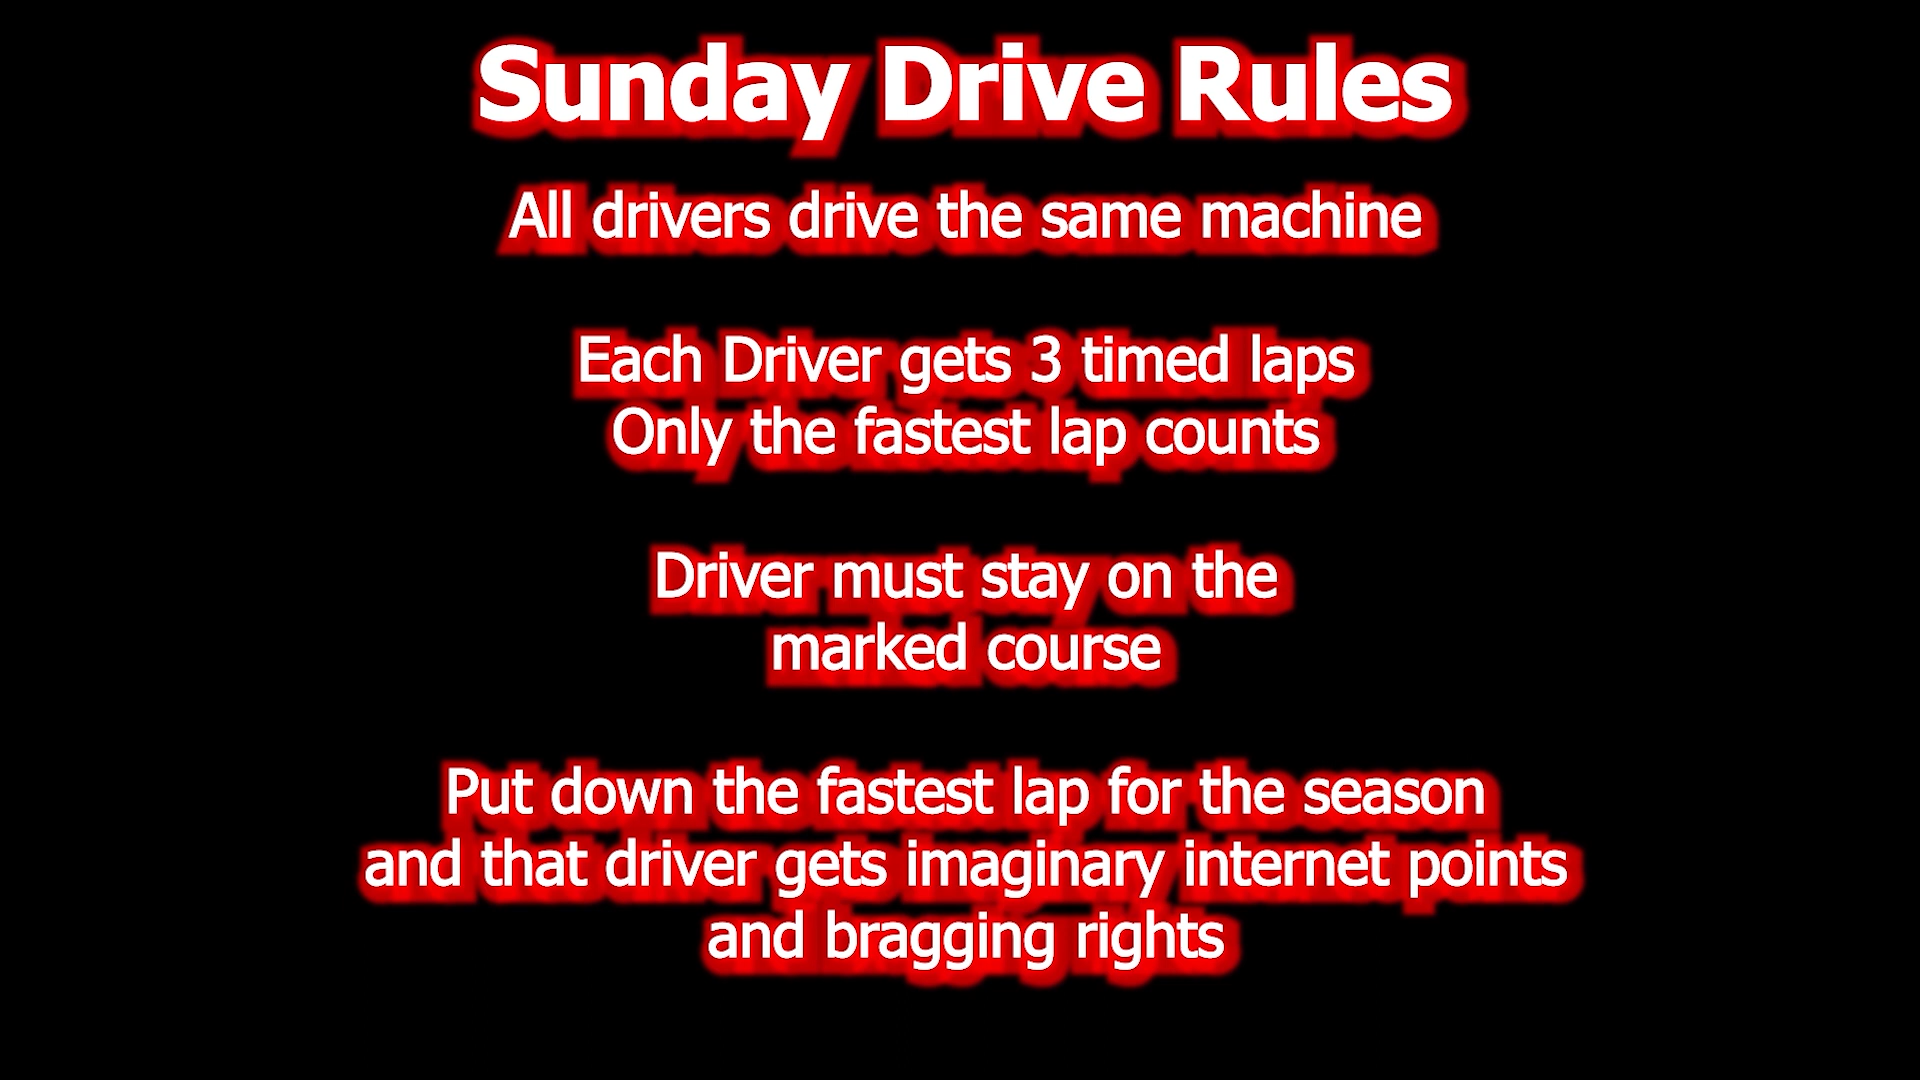 Sunday Drive Rules
All drivers drive the same machine
Each Driver gets 3 timed laps
Only the fastest lap counts
Driver must stay on the
marked course
Put down the fastest lap for the season
and that driver gets imaginary internet points
and bragging rights